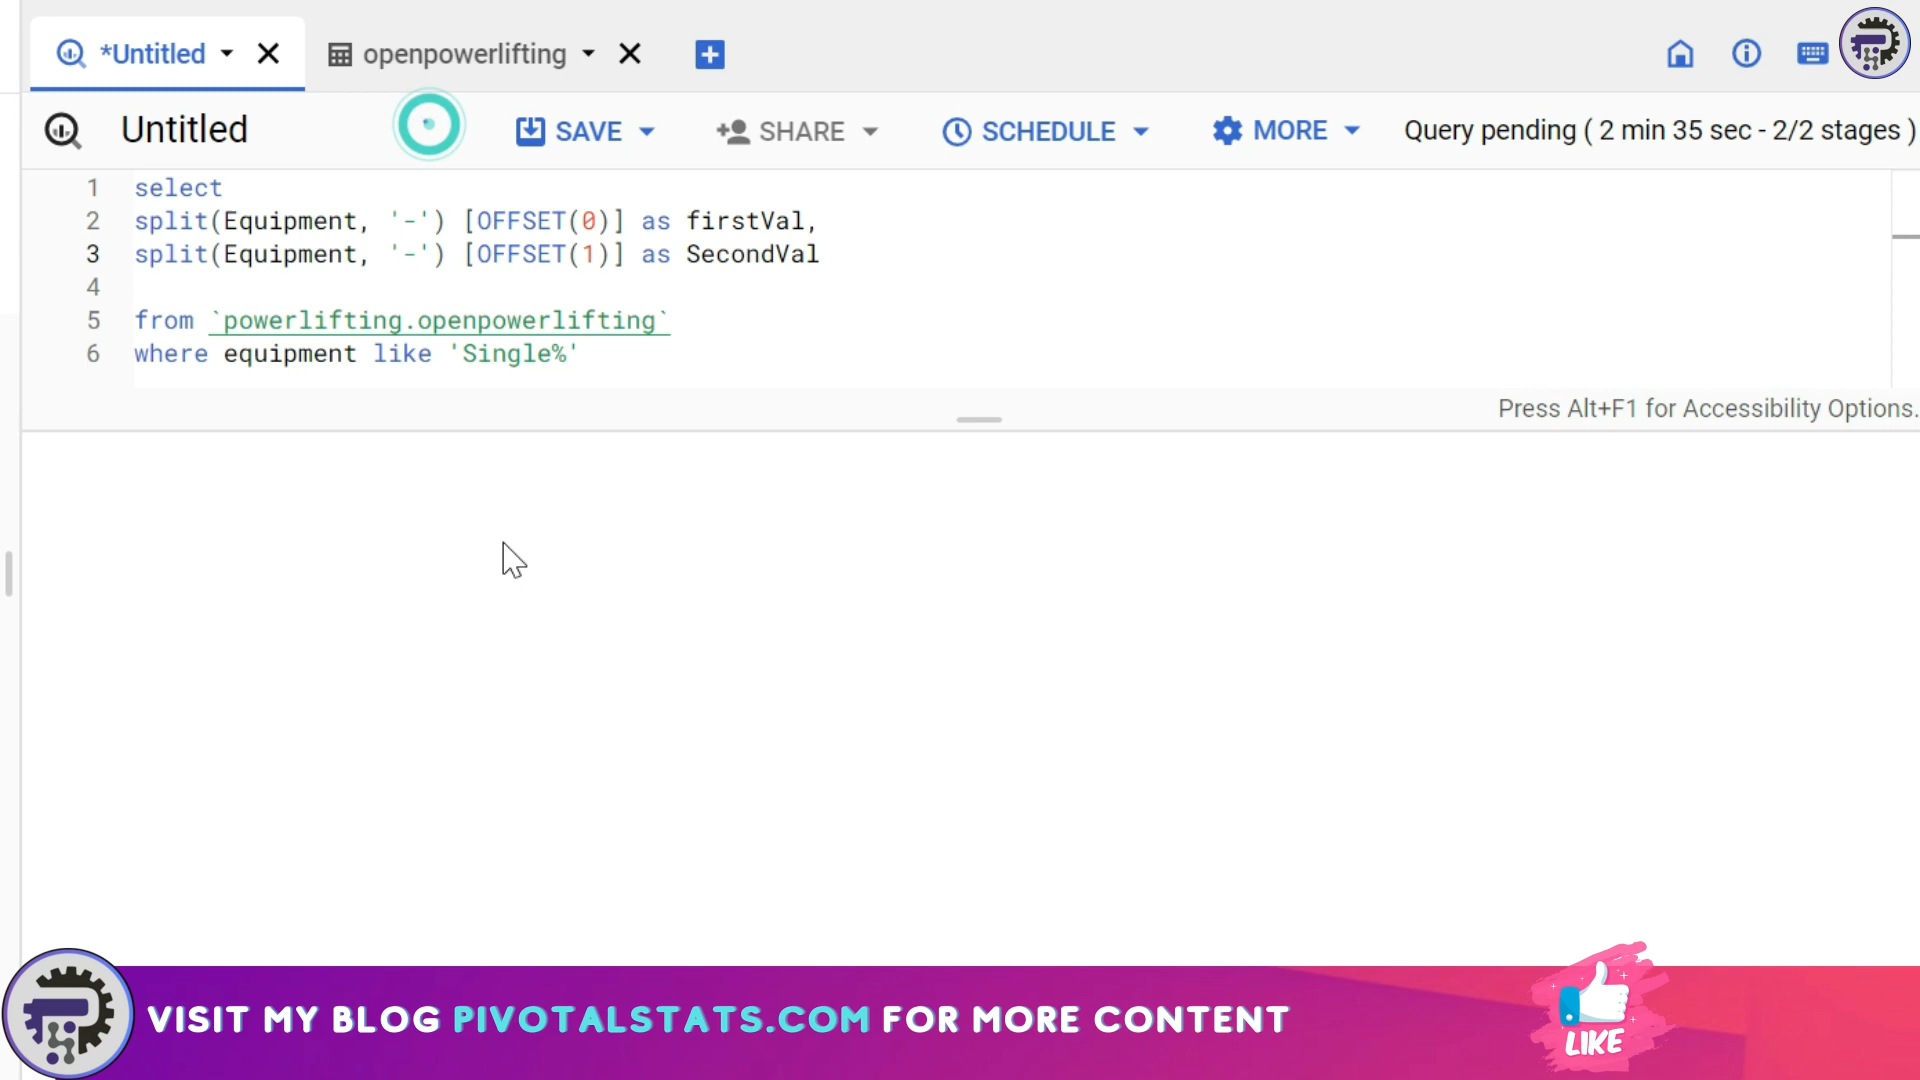 *Untitled
openpowerlifting
Untitled
SAVE
SHARE
SCHEDULE
MORE
Query pending ( 2 min 35 sec - 2/2 stages )
1 select
2 split(Equipment, '-') [OFFSET(0)] as firstVal,
3 split(Equipment, '-') [OFFSET(1)] as SecondVal
4
5 from `powerlifting.openpowerlifting`
6 where equipment like 'Single%'
Press Alt+F1 for Accessibility Options.
VISIT MY BLOG PIVOTALSTATS.COM FOR MORE CONTENT
LIKE